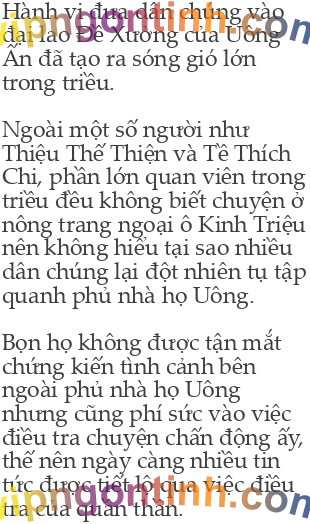 Hành vi đưa dân chúng vào
đại lao Đề Xưởng của Uông
Ấn đã tạo ra sóng gió lớn
trong triều.
Ngoài một số người như
Thiệu Thế Thiện và Tề Thích
Chi, phần lớn quan viên trong
triều đều không biết chuyện ở
nông trang ngoại ô Kinh Triệu
nên không hiểu tại sao nhiều
dân chúng lại đột nhiên tụ tập
quanh phủ nhà họ Uông.
Bọn họ không được tận mắt
chứng kiến tình cảnh bên
ngoài phủ nhà họ Uông
nhưng cũng phí sức vào việc
điều tra chuyện chấn động ấy,
thế nên ngày càng nhiều tin
tức được tiết lộ qua việc điều
tra của quan thần.
vipngontinh.com
vipngontinh.com